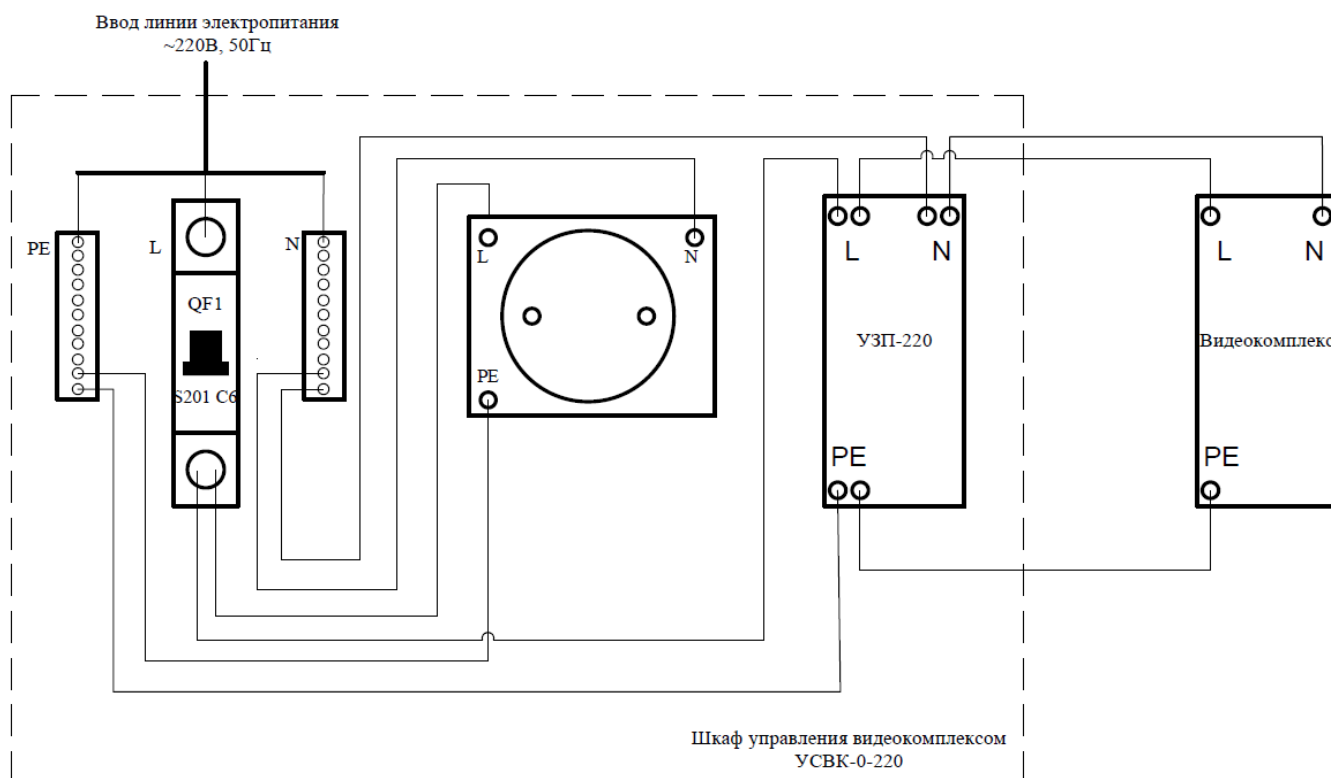 Ввод линии электропитания
~220В, 50Гц
PE
L
N
QF1
S201 C6
L
N
PE
L
N
УЗП-220
PE
L
N
Видеокомплекс
PE
Шкаф управления видеокомплексом
УСВК-0-220